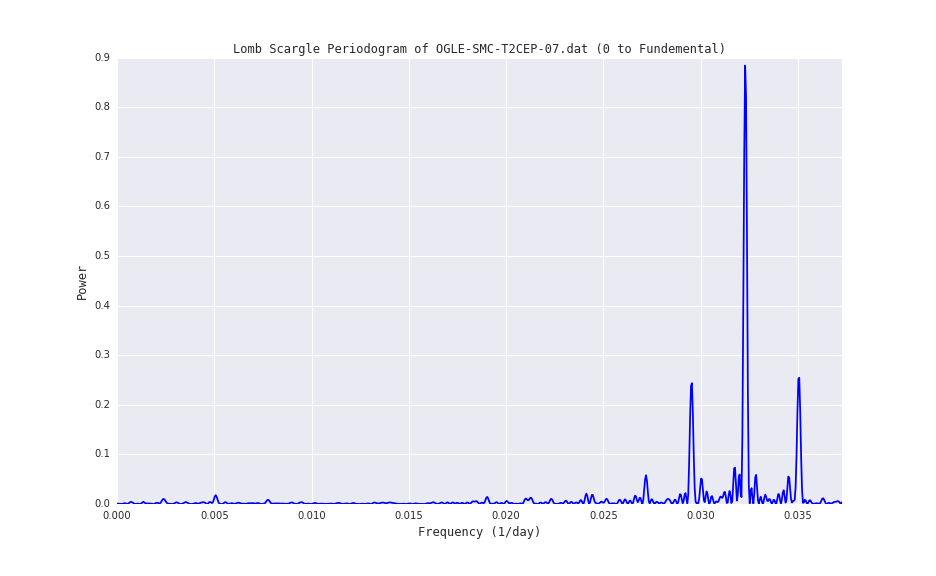 Lomb Scargle Periodogram of OGLE-SMC-T2CEP-07.dat (0 to Fundemental)
0.9
0.8
0.7
0.6
0.5
0.4
0.3
0.2
0.1
0.0
Power
0.000 0.005 0.010 0.015 0.020 0.025 0.030 0.035
Frequency (1/day)